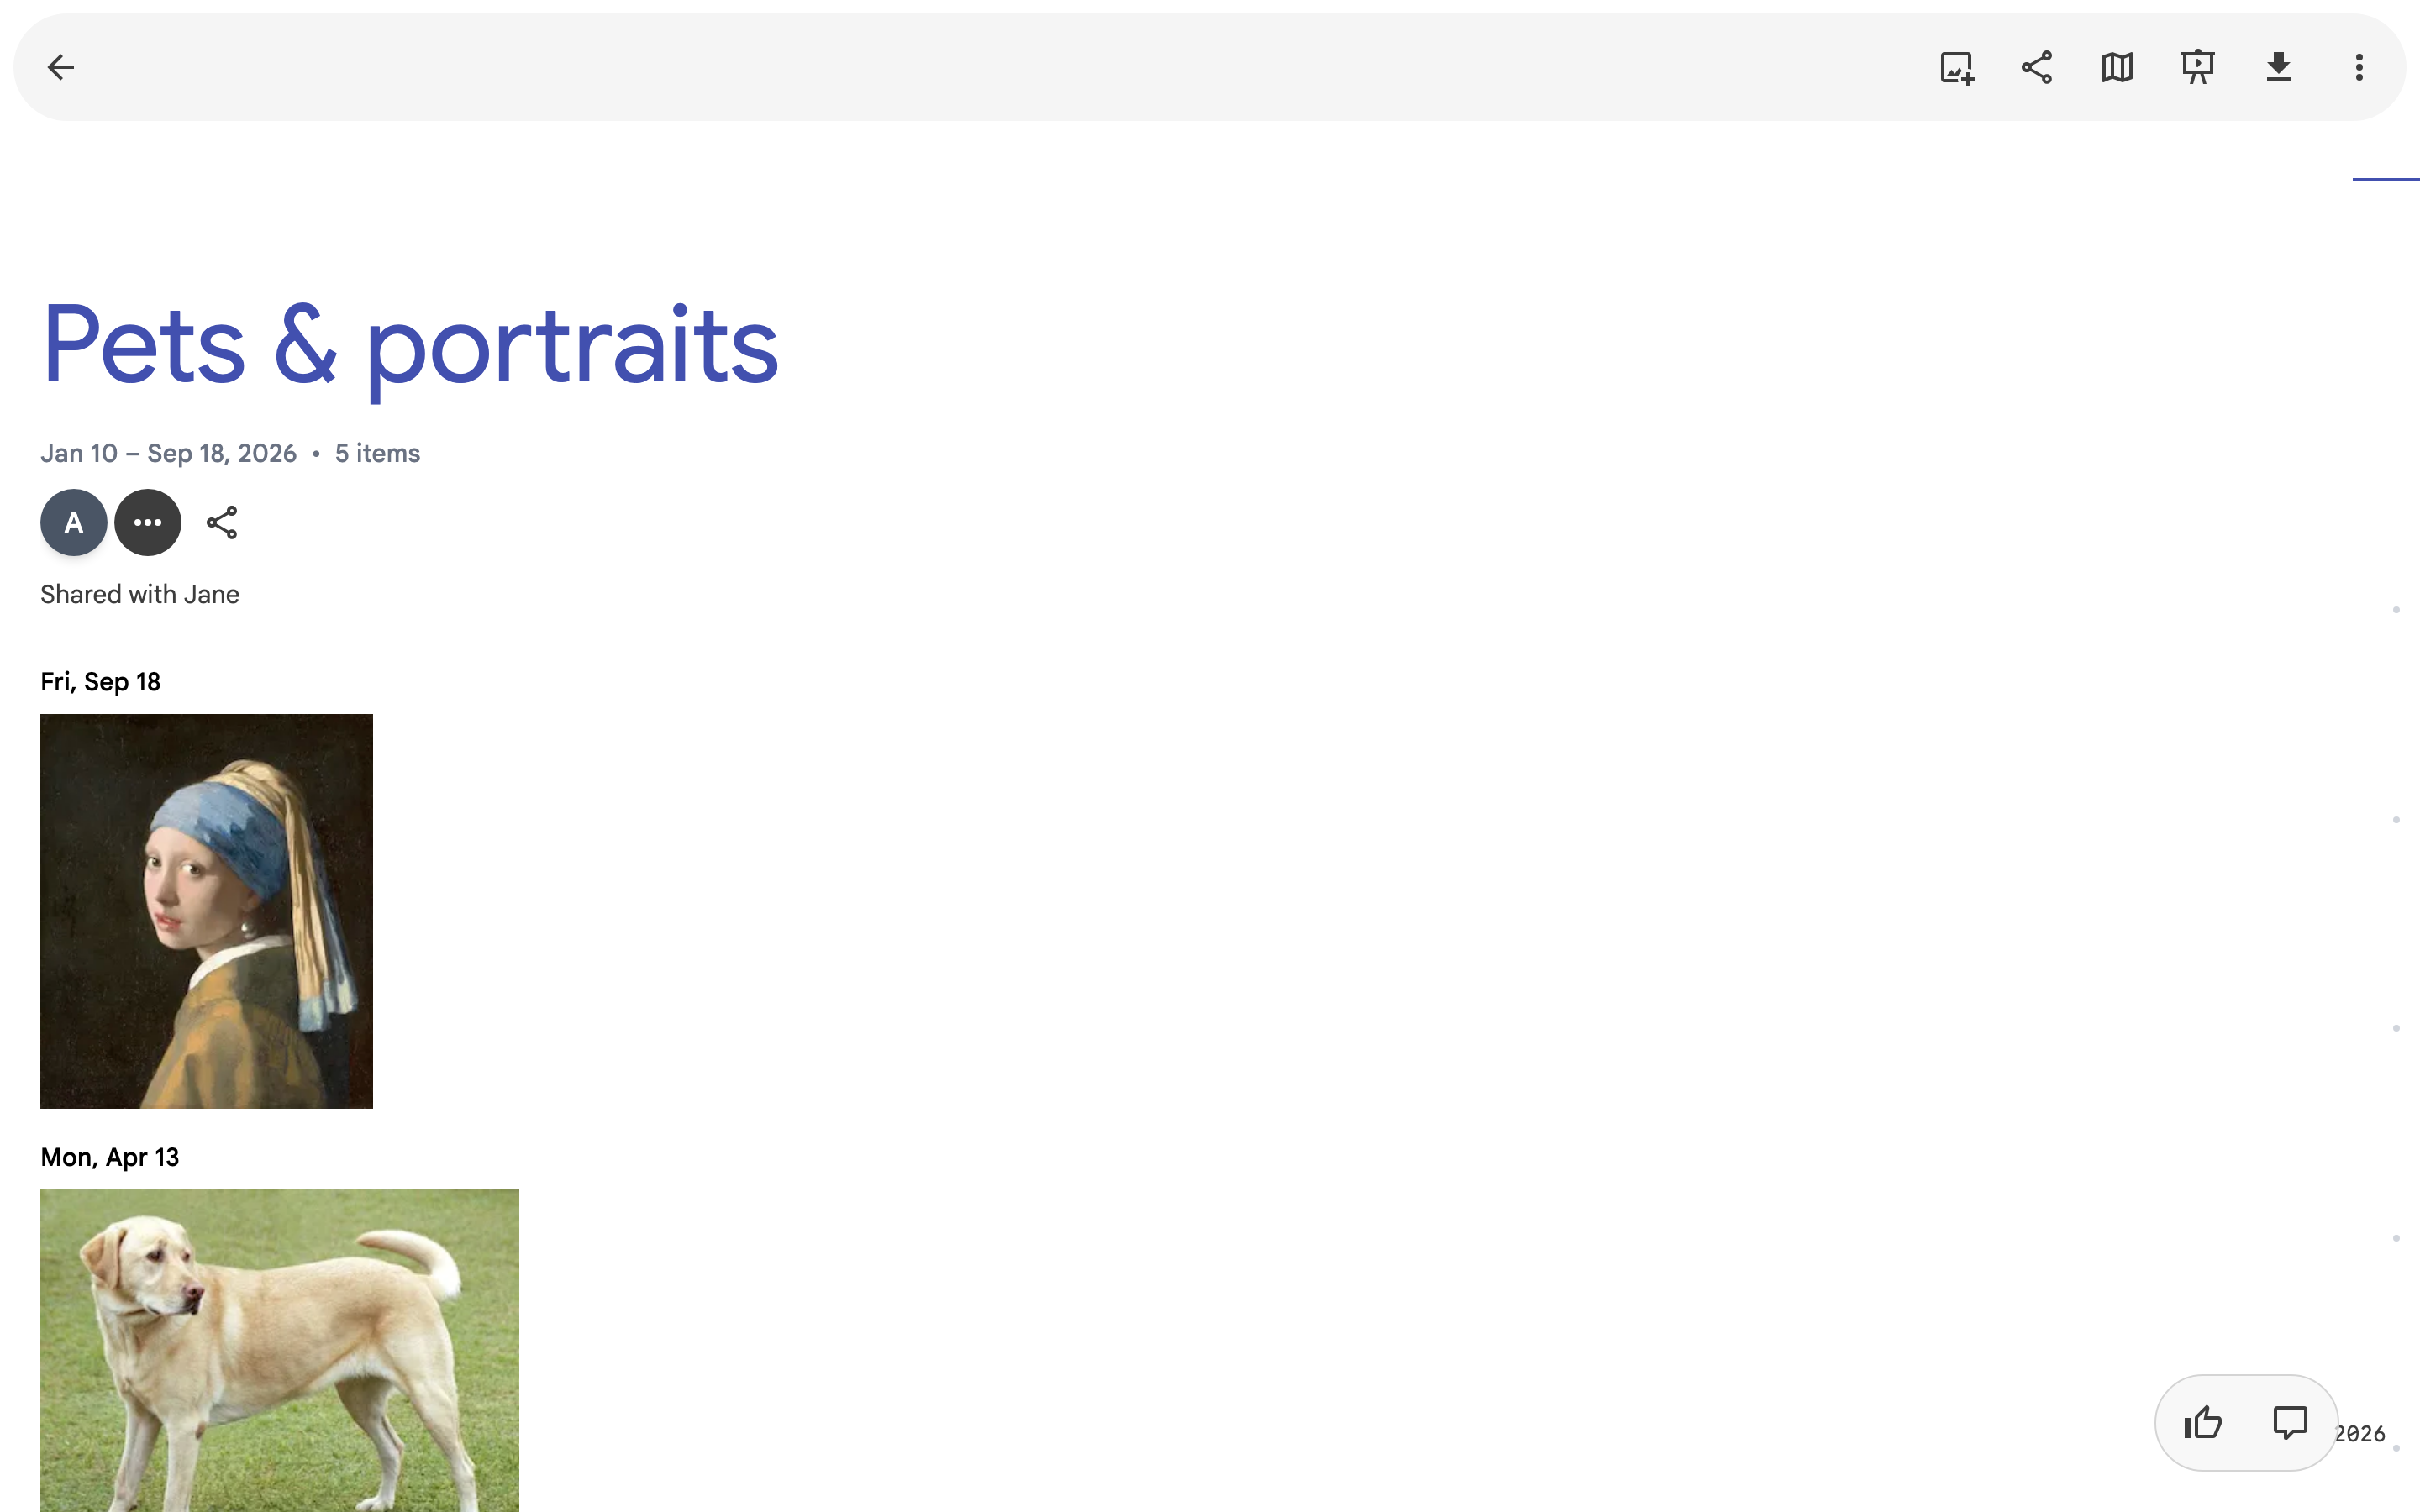 Pets & portraits
Jan 10 – Sep 18, 2026 • 5 items
A
Shared with Jane
Fri, Sep 18
Mon, Apr 13
2026